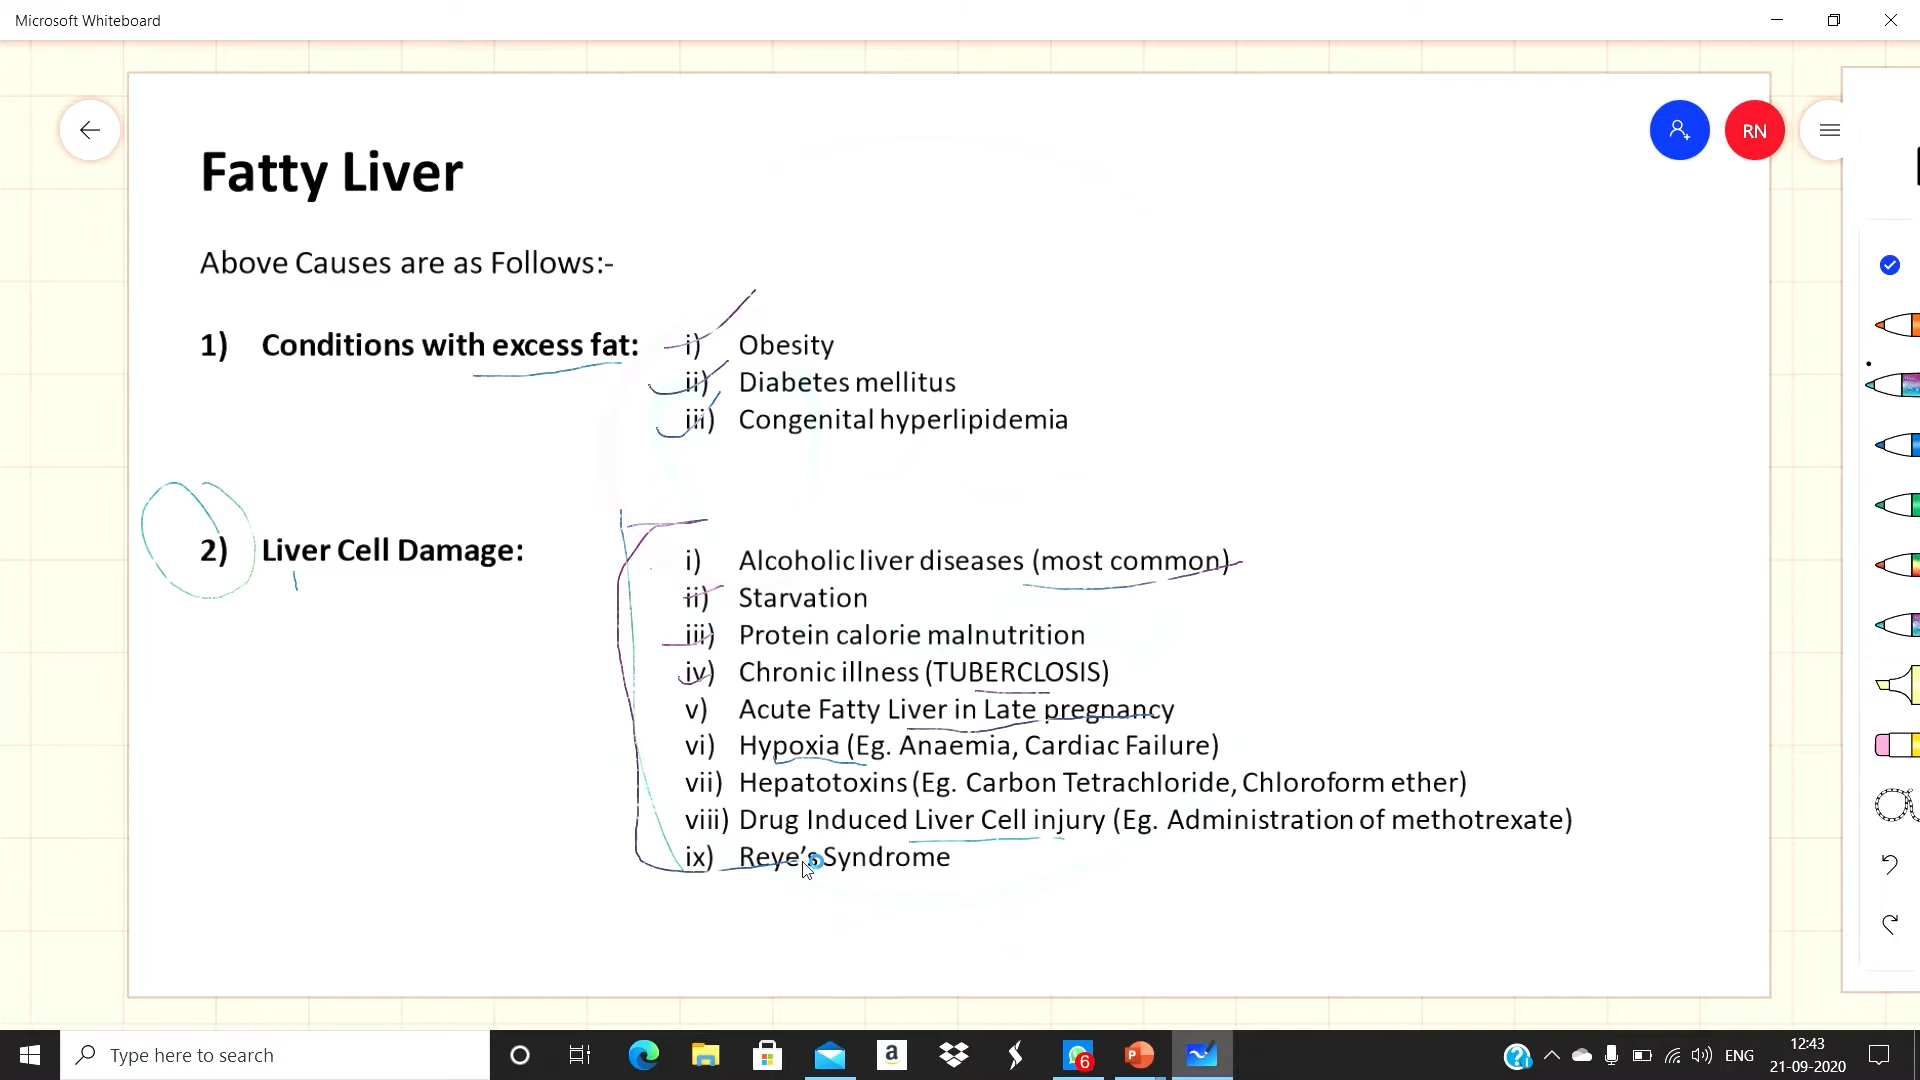 Microsoft Whiteboard
RN
Fatty Liver
Above Causes are as Follows:-
1) Conditions with excess fat: i) Obesity
ii) Diabetes mellitus
iii) Congenital hyperlipidemia
2) Liver Cell Damage:
i) Alcoholic liver diseases (most common)
ii) Starvation
iii) Protein calorie malnutrition
iv) Chronic illness (TUBERCLOSIS)
v) Acute Fatty Liver in Late pregnancy
vi) Hypoxia (Eg. Anaemia, Cardiac Failure)
vii) Hepatotoxins (Eg. Carbon Tetrachloride, Chloroform ether)
viii) Drug Induced Liver Cell injury (Eg. Administration of methotrexate)
ix) Reye's Syndrome
Type here to search
a
6
P
ENG
12:43
21-09-2020